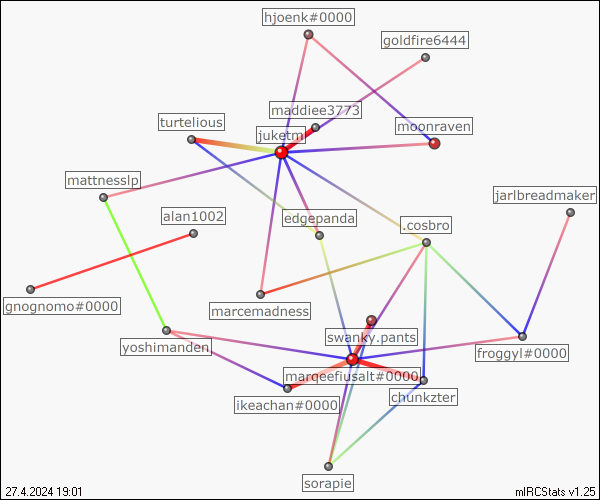 hjoenk#0000
goldfire6444
maddiee3773
turtelious
moonraven
juketm
mattnesslp
jarlbreadmaker
alan1002
edgepanda
.cosbro
gnognomo#0000
marcemadness
swanky.pants
yoshimanden
froggyl#0000
marqeefiusalt#0000
chunkzter
ikeachan#0000
sorapie
27.4.2024 19:01
mIRCStats v1.25